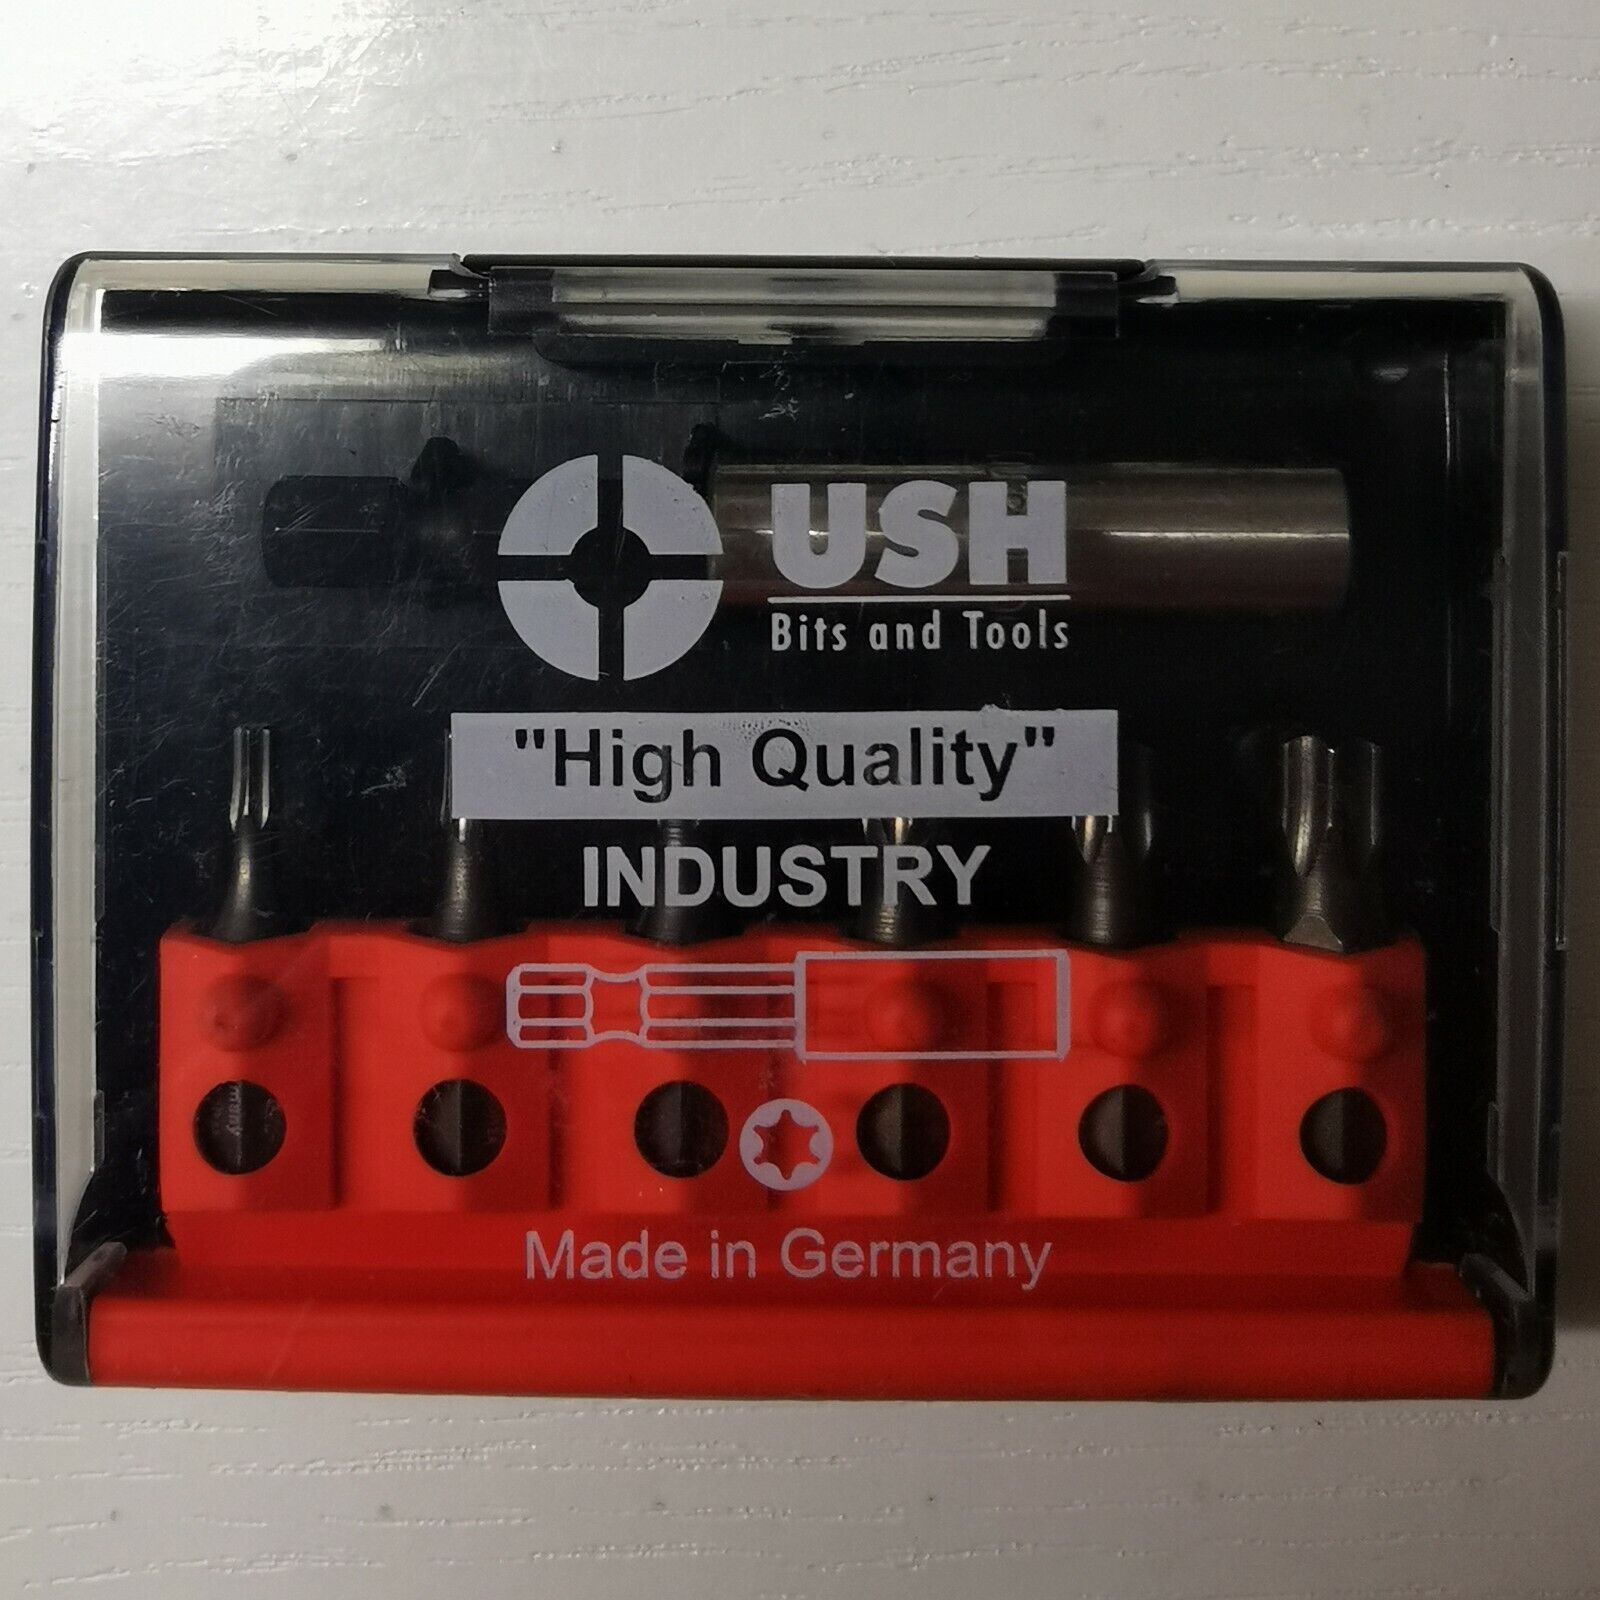 USH
Bits and Tools
"High Quality"
INDUSTRY
Made in Germany